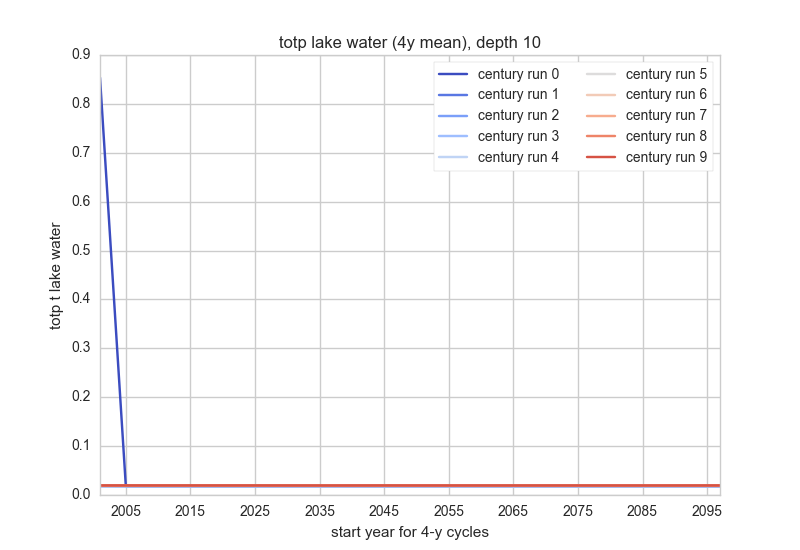 totp lake water (4y mean), depth 10
0.9
0.8
0.7
0.6
0.5
0.4
0.3
0.2
0.1
0.0
totp t lake water
century run 0
century run 1
century run 2
century run 3
century run 4
century run 5
century run 6
century run 7
century run 8
century run 9
2005 2015 2025 2035 2045 2055 2065 2075 2085 2095
start year for 4-y cycles